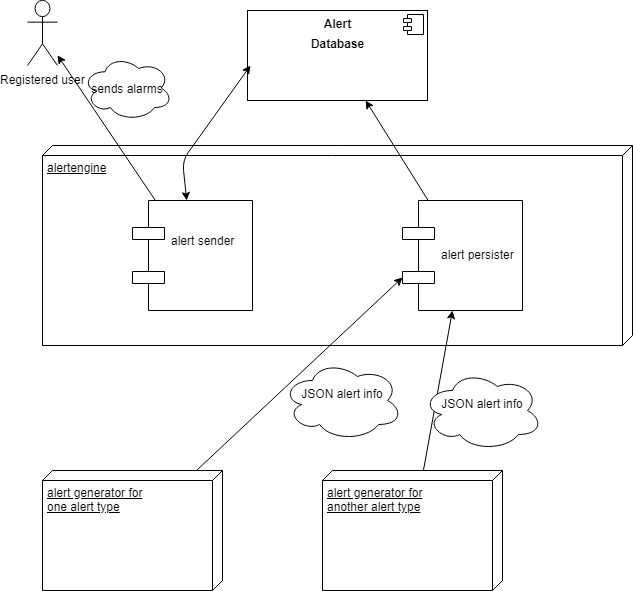 Alert
Database
Registered user
sends alarms
alertengine
alert sender
alert persister
JSON alert info
JSON alert info
alert generator for
one alert type
alert generator for
another alert type